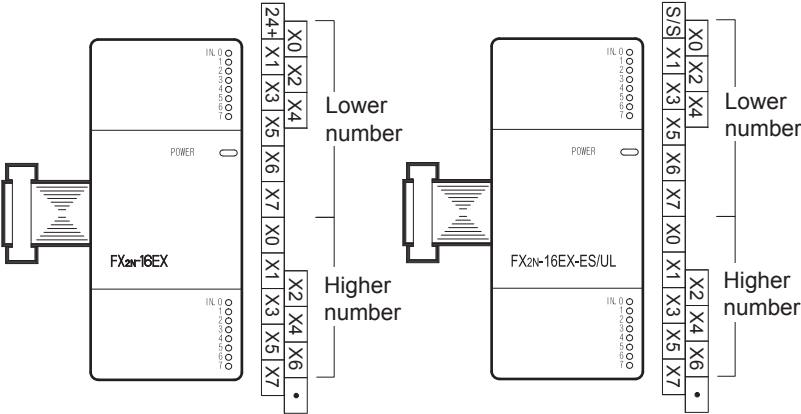 IN. 0
1
2
3
4
5
6
7
POWER
FX2N-16EX
IN. 0
1
2
3
4
5
6
7
24+
X0
X1
X2
X3
X4
X5
X6
X7
X0
X1
X2
X3
X4
X5
X6
X7
•
Lower
number
Higher
number
IN. 0
1
2
3
4
5
6
7
POWER
FX2N-16EX-ES/UL
IN. 0
1
2
3
4
5
6
7
S/S
X0
X1
X2
X3
X4
X5
X6
X7
X0
X1
X2
X3
X4
X5
X6
X7
•
Lower
number
Higher
number